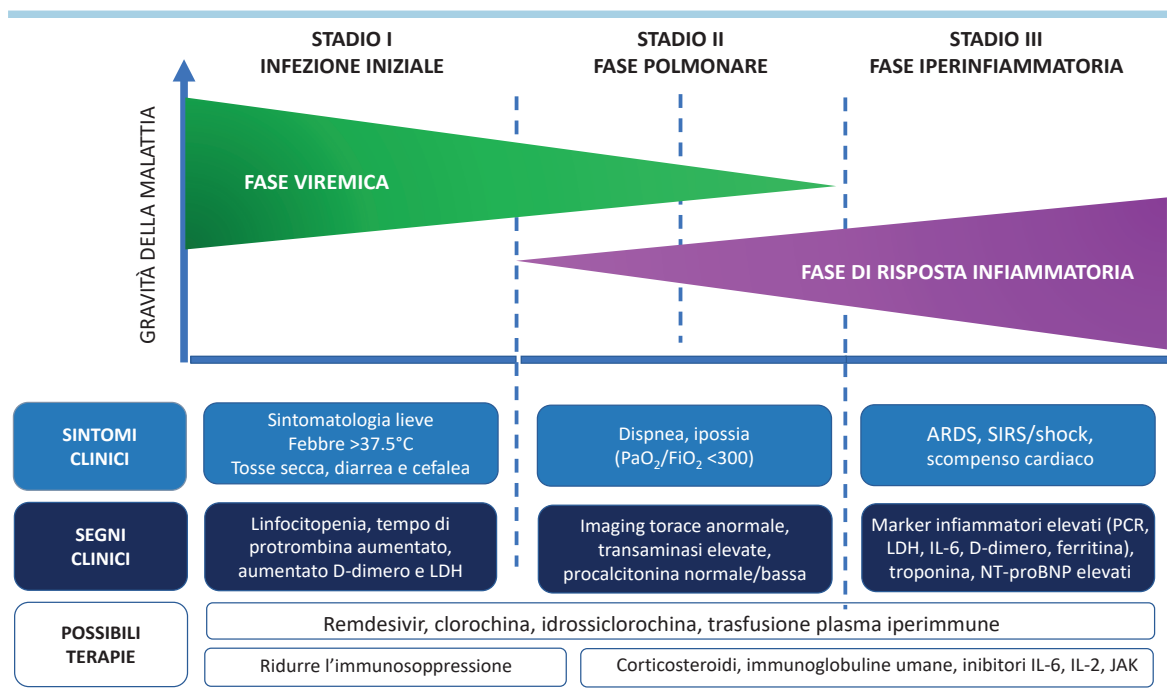 STADIO I
INFEZIONE INIZIALE
STADIO II
FASE POLMONARE
STADIO III
FASE IPERINFIAMMATORIA
GRAVITÀ DELLA MALATTIA
FASE VIREMICA
FASE DI RISPOSTA INFIAMMATORIA
SINTOMI
CLINICI
Sintomatologia lieve
Febbre >37.5°C
Tosse secca, diarrea e cefalea
Dispnea, ipossia
(PaO₂/FiO₂ <300)
ARDS, SIRS/shock,
scompenso cardiaco
SEGNI
CLINICI
Linfocitopenia, tempo di
protrombina aumentato,
aumentato D-dimero e LDH
Imaging torace anormale,
transaminasi elevate,
procalcitonina normale/bassa
Marker infiammatori elevati (PCR,
LDH, IL-6, D-dimero, ferritina),
troponina, NT-proBNP elevati
POSSIBILI
TERAPIE
Remdesivir, clorochina, idrossiclorochina, trasfusione plasma iperimmune
Ridurre l'immunosoppressione
Corticosteroidi, immunoglobuline umane, inibitori IL-6, IL-2, JAK